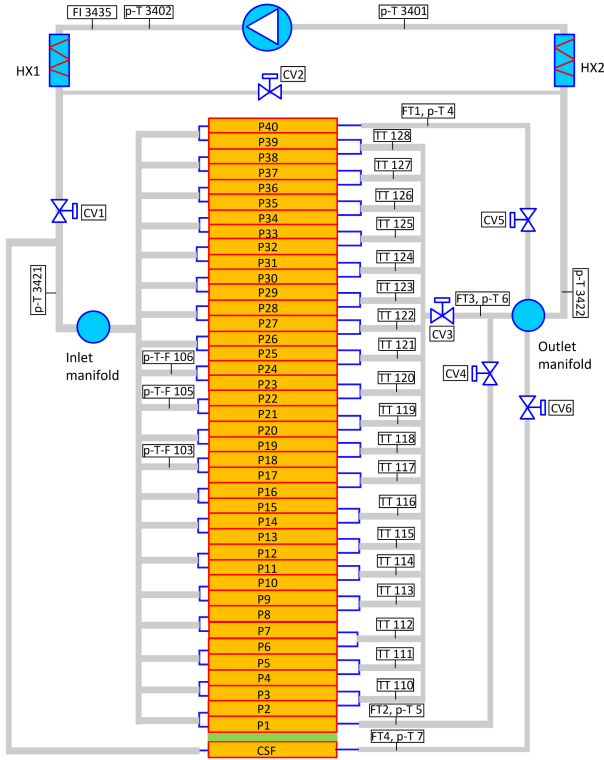 FI 3435
p-T 3402
p-T 3401
HX1
HX2
CV2
FT1, p-T 4
P40
P39
TT 128
P38
P37
TT 127
P36
P35
TT 126
CV1
P34
P33
TT 125
CV5
P32
P31
TT 124
p-T 3421
P30
P29
TT 123
FT3, p-T 6
p-T 3422
P28
P27
TT 122
CV3
Inlet
manifold
P26
P25
TT 121
Outlet
manifold
p-T-F 106
P24
P23
TT 120
CV4
p-T-F 105
P22
P21
TT 119
CV6
P20
P19
TT 118
p-T-F 103
P18
P17
TT 117
P16
P15
TT 116
P14
P13
TT 115
P12
P11
TT 114
P10
P9
TT 113
P8
P7
TT 112
P6
P5
TT 111
P4
P3
TT 110
P2
P1
FT2, p-T 5
CSF
FT4, p-T 7